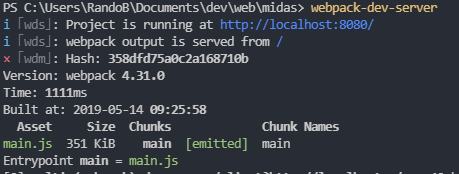 PS C:\Users\RandoB\Documents\dev\web\midas> webpack-dev-server
i ｢wds｣: Project is running at http://localhost:8080/
i ｢wds｣: webpack output is served from /
× ｢wdm｣: Hash: 358dfd75a0c2a168710b
Version: webpack 4.31.0
Time: 1111ms
Built at: 2019-05-14 09:25:58
Asset Size Chunks Chunk Names
main.js 351 KiB main [emitted] main
Entrypoint main = main.js